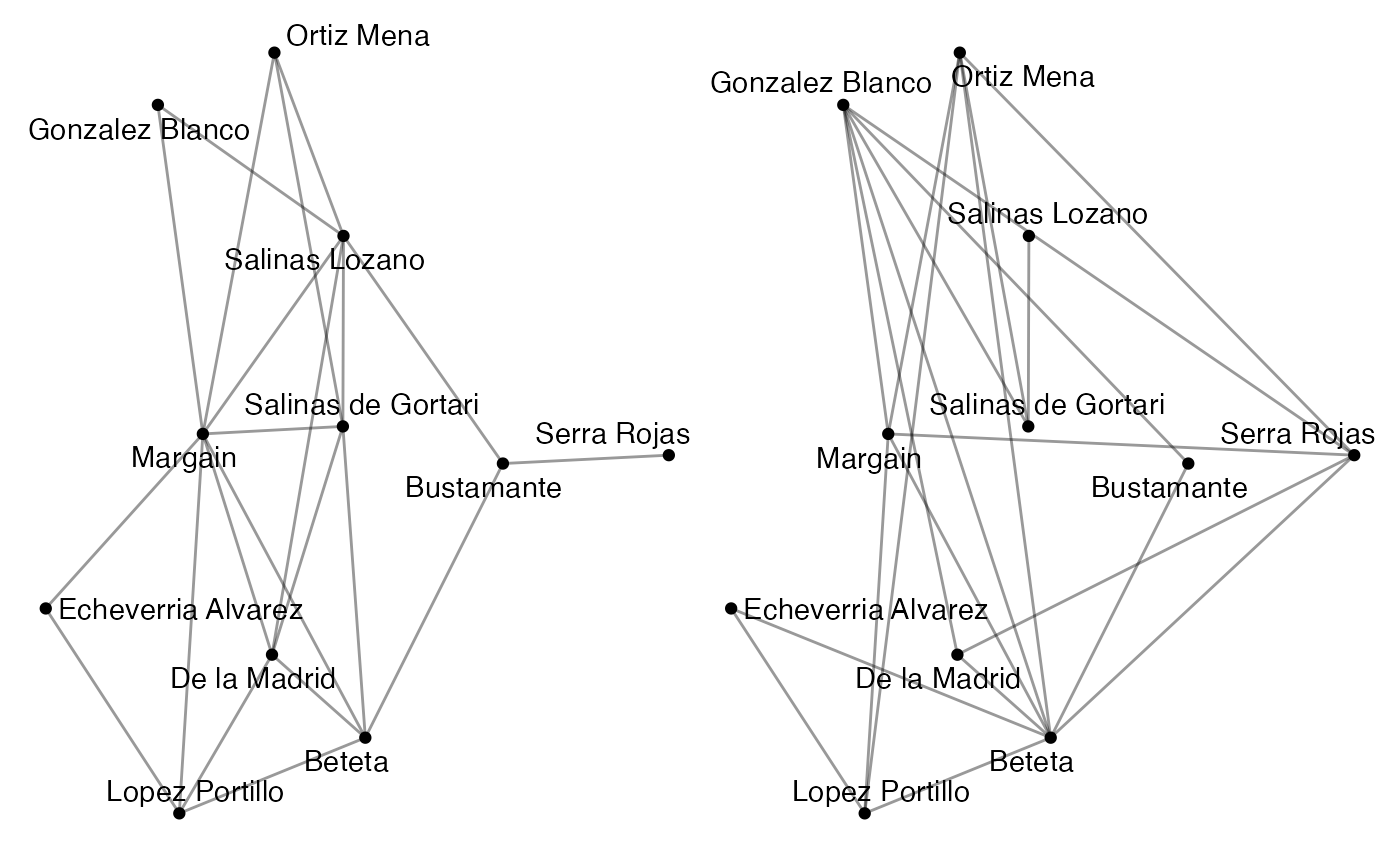 Ortiz Mena
Gonzalez Blanco
Salinas Lozano
Salinas de Gortari
Serra Rojas
Margain
Bustamante
Echeverria Alvarez
De la Madrid
Beteta
Lopez Portillo
Ortiz Mena
Gonzalez Blanco
Salinas Lozano
Salinas de Gortari
Serra Rojas
Margain
Bustamante
Echeverria Alvarez
De la Madrid
Beteta
Lopez Portillo